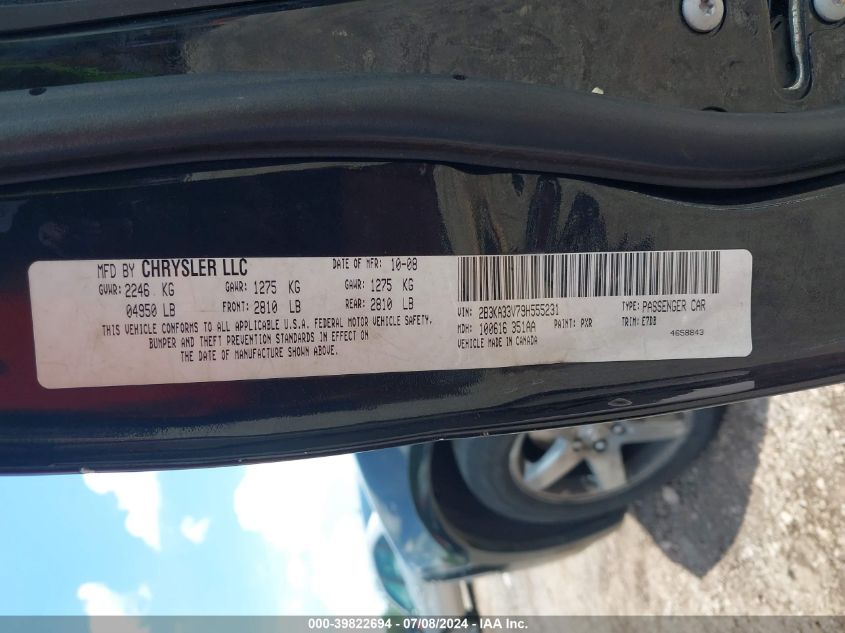 MFD BY CHRYSLER LLC DATE OF MFR: 10-08
GVWR: 2246 KG GAWR: 1275 KG GAWR: 1275 KG
04950 LB FRONT: 2810 LB REAR: 2810 LB
THIS VEHICLE CONFORMS TO ALL APPLICABLE U.S.A. FEDERAL MOTOR VEHICLE SAFETY,
BUMPER AND THEFT PREVENTION STANDARDS IN EFFECT ON
THE DATE OF MANUFACTURE SHOWN ABOVE.
VIN: 2B3KA33V79H555231 TYPE: PASSENGER CAR
MDH: 100616 351AA PAINT: PXR TRIM: E7D8
VEHICLE MADE IN CANADA 4658843
000-39822694 - 07/08/2024 - IAA Inc.